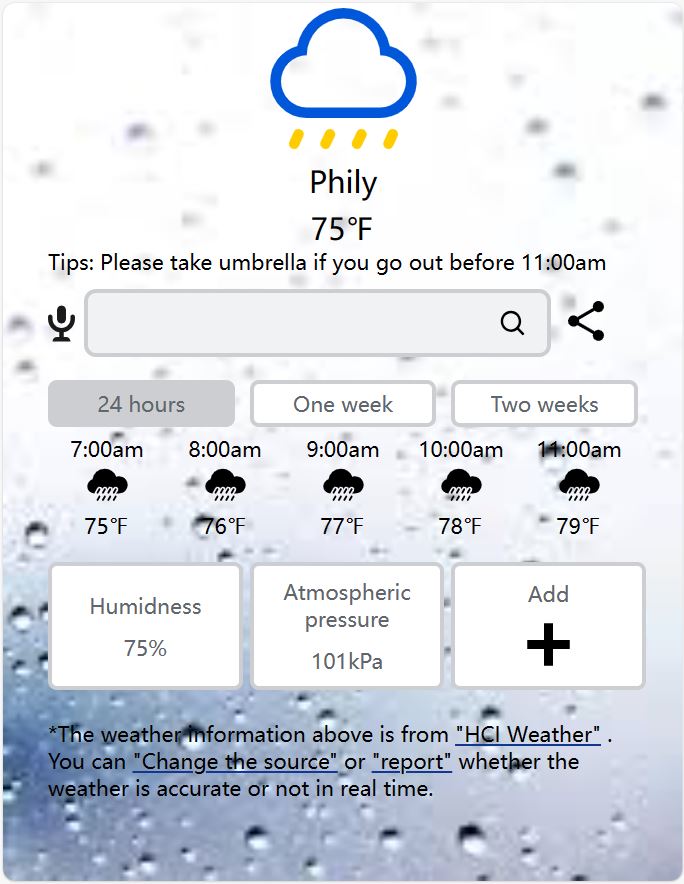 Phily
75°F
Tips: Please take umbrella if you go out before 11:00am
24 hours One week Two weeks
7:00am 8:00am 9:00am 10:00am 11:00am
75°F 76°F 77°F 78°F 79°F
Humidness
75%
Atmospheric
pressure
101kPa
Add
*The weather information above is from "HCI Weather" .
You can "Change the source" or "report" whether the
weather is accurate or not in real time.